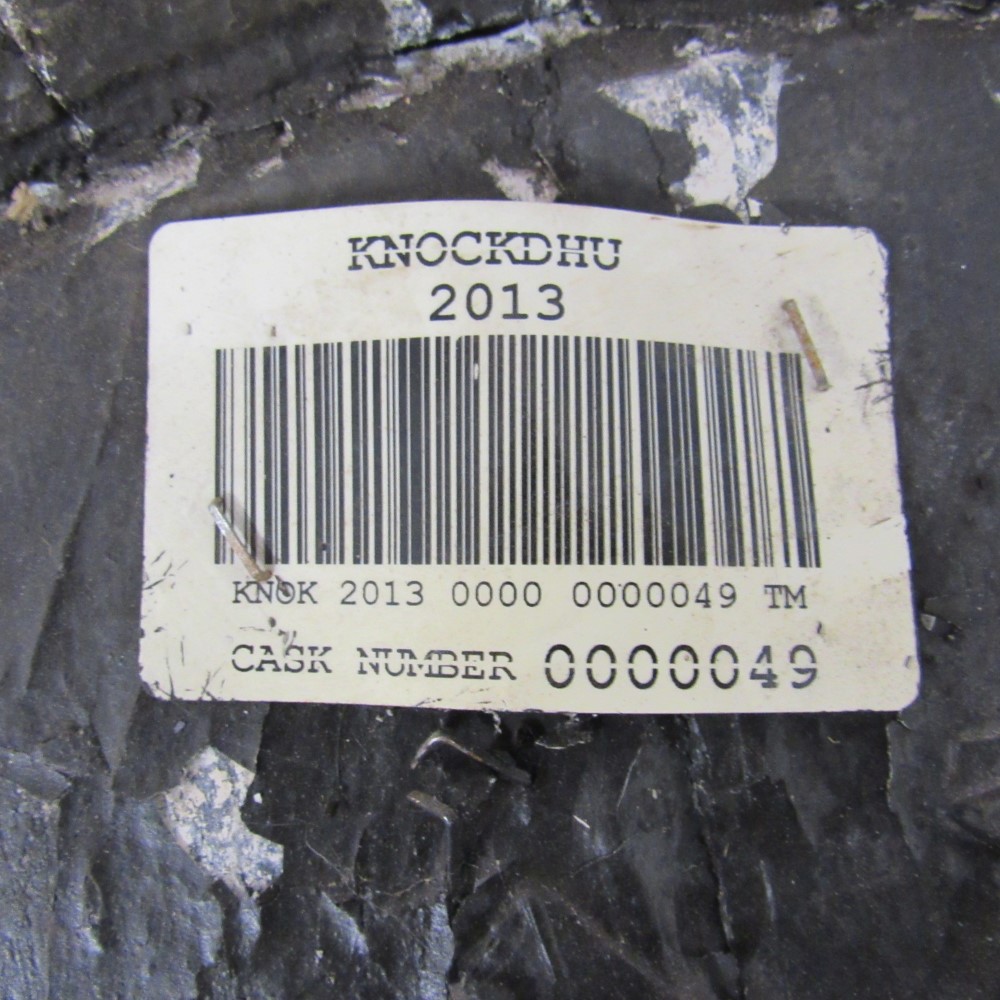 KNOCKDHU
2013
KNOK 2013 0000 0000049 TM
CASK NUMBER 0000049